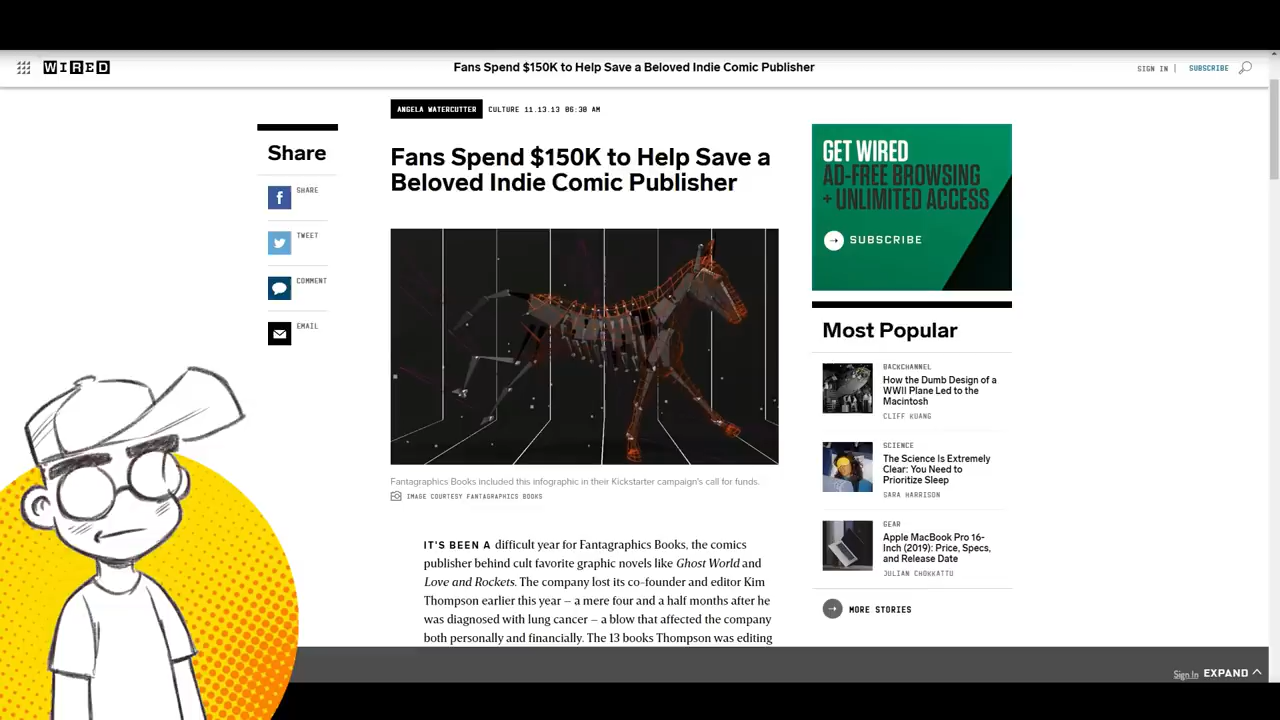 WIRED
Fans Spend $150K to Help Save a Beloved Indie Comic Publisher
SIGN IN |
SUBSCRIBE
ANGELA WATERCUTTER
CULTURE 11.13.13 06:30 AM
Share
SHARE
TWEET
COMMENT
EMAIL
Fans Spend $150K to Help Save a
Beloved Indie Comic Publisher
Fantagraphics Books included this infographic in their Kickstarter campaign's call for funds.
IMAGE COURTESY FANTAGRAPHICS BOOKS
IT'S BEEN A difficult year for Fantagraphics Books, the comics
publisher behind cult favorite graphic novels like Ghost World and
Love and Rockets. The company lost its co-founder and editor Kim
Thompson earlier this year — a mere four and a half months after he
was diagnosed with lung cancer — a blow that affected the company
both personally and financially. The 13 books Thompson was editing
GET WIRED
AD-FREE BROWSING
+ UNLIMITED ACCESS
SUBSCRIBE
Most Popular
BACKCHANNEL
How the Dumb Design of a
WWII Plane Led to the
Macintosh
CLIFF KUANG
SCIENCE
The Science Is Extremely
Clear: You Need to
Prioritize Sleep
SARA HARRISON
GEAR
Apple MacBook Pro 16-
Inch (2019): Price, Specs,
and Release Date
JULIAN CHOKKATTU
MORE STORIES
Sign In EXPAND